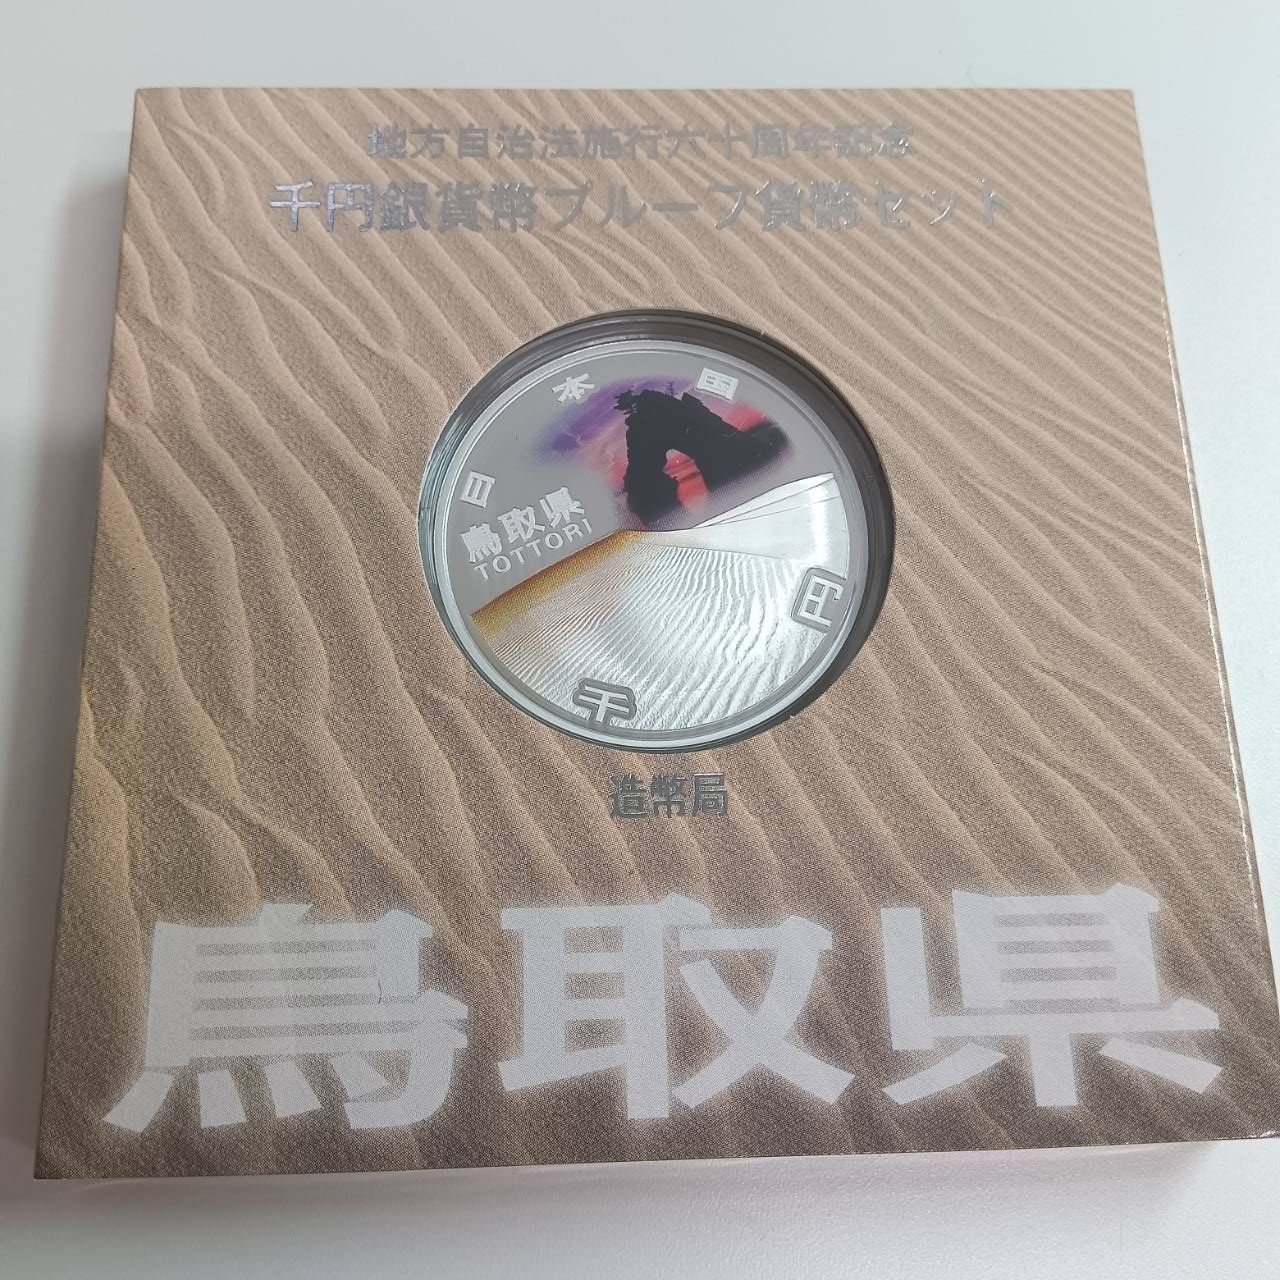 地方自治法施行六十周年記念
千円銀貨幣プルーフ貨幣セット
日本国
鳥取県
TOTTORI
千円
造幣局
鳥取県